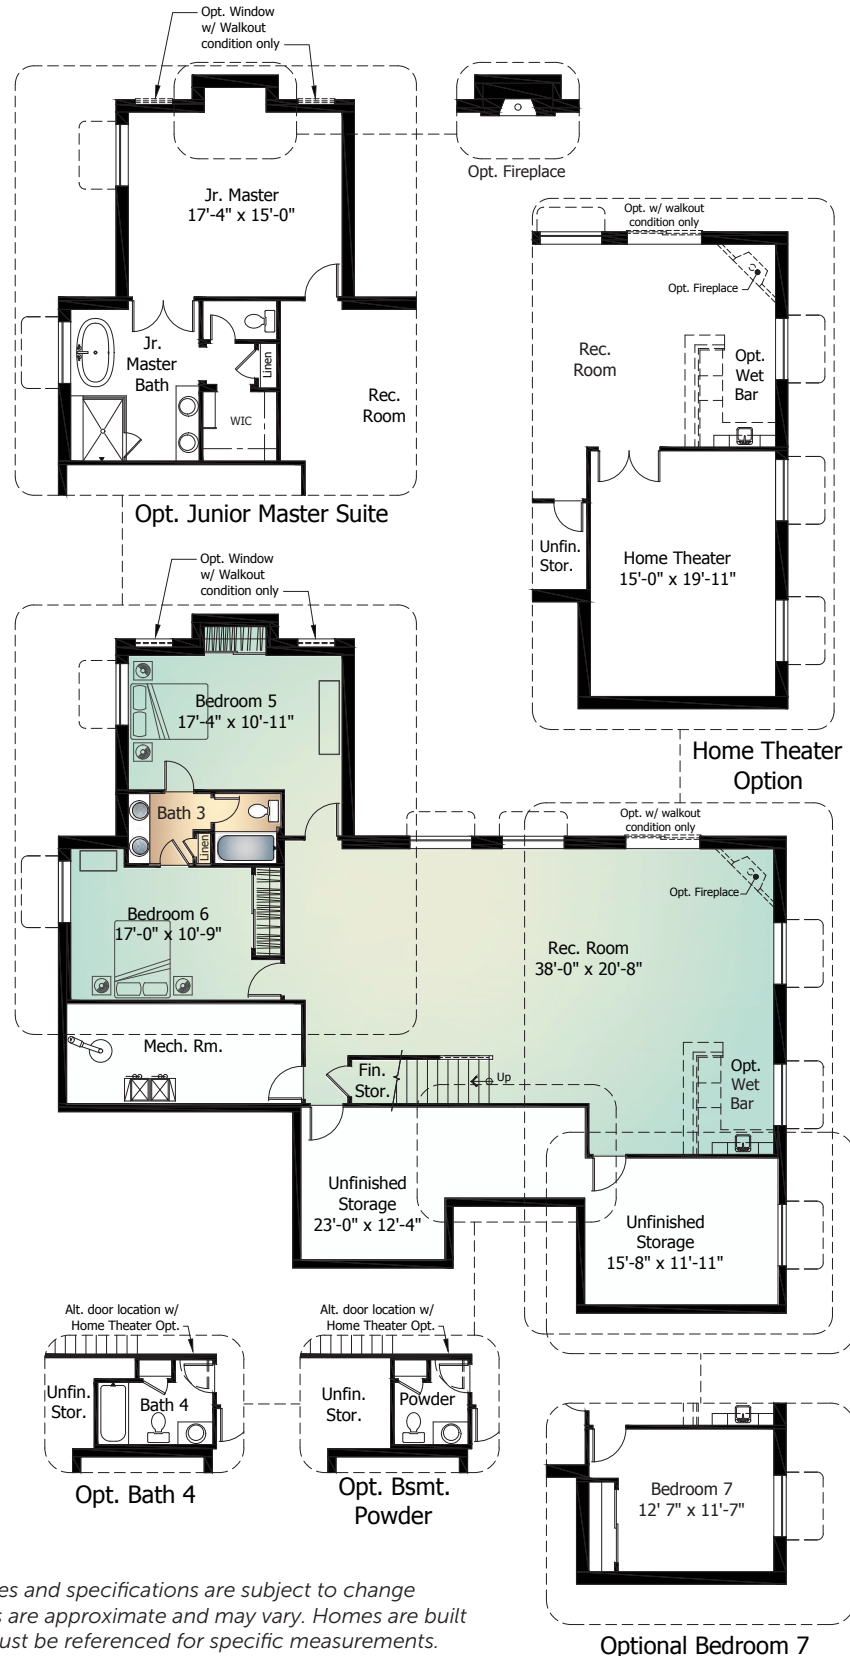 Opt. Window
w/ Walkout
condition only
Opt. Fireplace
Jr. Master
17'-4" x 15'-0"
Jr.
Master
Bath
Linen
WIC
Rec.
Room
Opt. Junior Master Suite
Opt. w/ walkout
condition only
Opt. Fireplace
Rec.
Room
Opt.
Wet
Bar
Unfin.
Stor.
Home Theater
15'-0" x 19'-11"
Home Theater
Option
Opt. Window
w/ Walkout
condition only
Bedroom 5
17'-4" x 10'-11"
Bath 3
Linen
Bedroom 6
17'-0" x 10'-9"
Opt. w/ walkout
condition only
Opt. Fireplace
Rec. Room
38'-0" x 20'-8"
Mech. Rm.
Fin.
Stor.
Up
Opt.
Wet
Bar
Unfinished
Storage
23'-0" x 12'-4"
Unfinished
Storage
15'-8" x 11'-11"
Alt. door location w/
Home Theater Opt.
Unfin.
Stor.
Bath 4
Opt. Bath 4
Alt. door location w/
Home Theater Opt.
Unfin.
Stor.
Powder
Opt. Bsmt.
Powder
Bedroom 7
12' 7" x 11'-7"
Optional Bedroom 7
es and specifications are subject to change
s are approximate and may vary. Homes are built
ust be referenced for specific measurements.